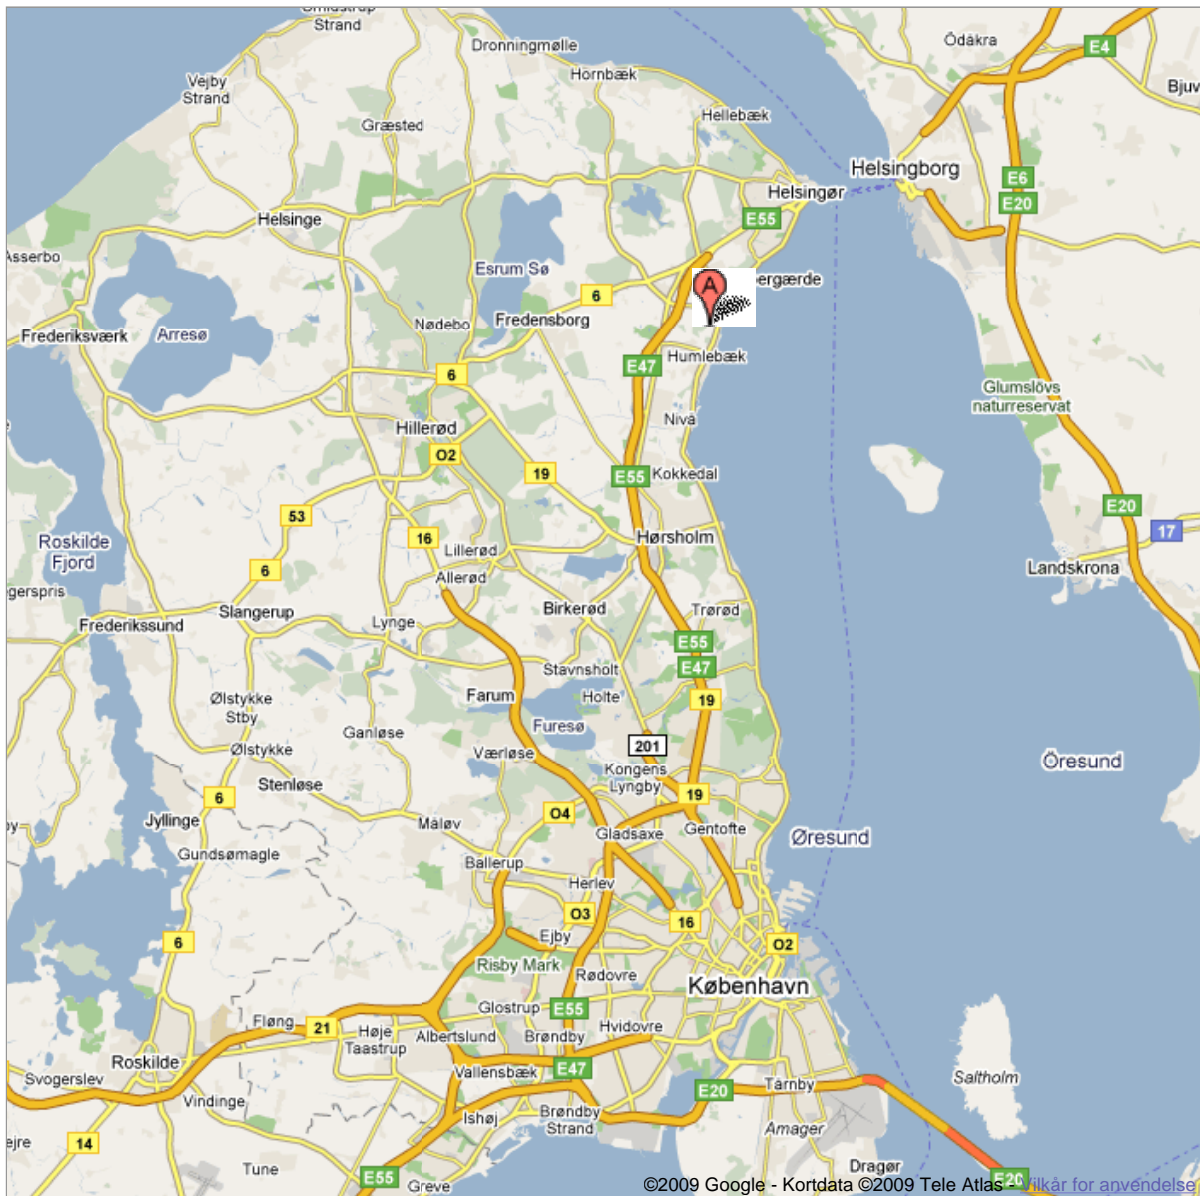 Smidstrup
Strand
Dronningmølle
Ödåkra
E4
Hornbæk
Vejby
Strand
Bjuv
Hellebæk
Græsted
Helsingborg
E6
Helsingør
E20
Helsinge
E55
Asserbo
Esrum Sø
ergærde
A
6
Nødebo
Fredensborg
Frederiksværk
Arresø
Humlebæk
E47
6
Glumslövs
naturreservat
Nivå
Hillerød
O2
19
E55
Kokkedal
E20
53
17
16
Hørsholm
Roskilde
Fjord
Lillerød
6
Allerød
Landskrona
gerspris
Slangerup
Birkerød
Trørød
Frederikssund
Lynge
E55
Stavnsholt
E47
Farum
Holte
19
Ølstykke
Stby
Furesø
Ganløse
201
Ølstykke
Værløse
Öresund
Kongens
Lyngby
Stenløse
6
19
O4
Jyllinge
Måløv
Gladsaxe
Gentofte
Øresund
Gundsømagle
Ballerup
Herlev
O3
16
6
Ejby
O2
Risby Mark
Rødovre
København
Glostrup
E55
Fløng
21
Høje
Taastrup
Albertslund
Brøndby
Hvidovre
Roskilde
Vallensbæk
E47
Svogerslev
E20
Tårnby
Saltholm
Vindinge
Ishøj
Brøndby
Strand
Amager
ejre
14
Tune
E55
Greve
Dragør
E20
©2009 Google - Kortdata ©2009 Tele Atlas - Vilkår for anvendelse